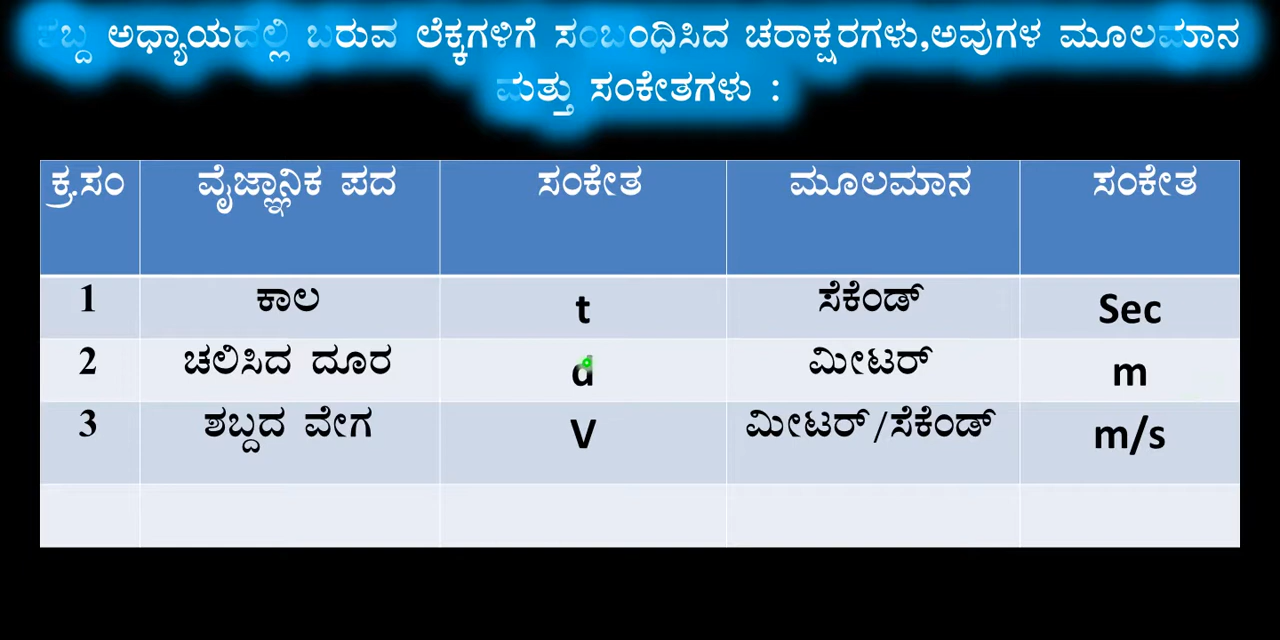 ಶಬ್ದ ಅಧ್ಯಾಯದಲ್ಲಿ ಬರುವ ಲೆಕ್ಕಗಳಿಗೆ ಸಂಬಂಧಿಸಿದ ಚರಾಕ್ಷರಗಳು,ಅವುಗಳ ಮೂಲಮಾನ
ಮತ್ತು ಸಂಕೇತಗಳು :
ಕ್ರ.ಸಂ ವೈಜ್ಞಾನಿಕ ಪದ ಸಂಕೇತ ಮೂಲಮಾನ ಸಂಕೇತ
1 ಕಾಲ t ಸೆಕೆಂಡ್ Sec
2 ಚಲಿಸಿದ ದೂರ d ಮೀಟರ್ m
3 ಶಬ್ದದ ವೇಗ V ಮೀಟರ್/ಸೆಕೆಂಡ್ m/s